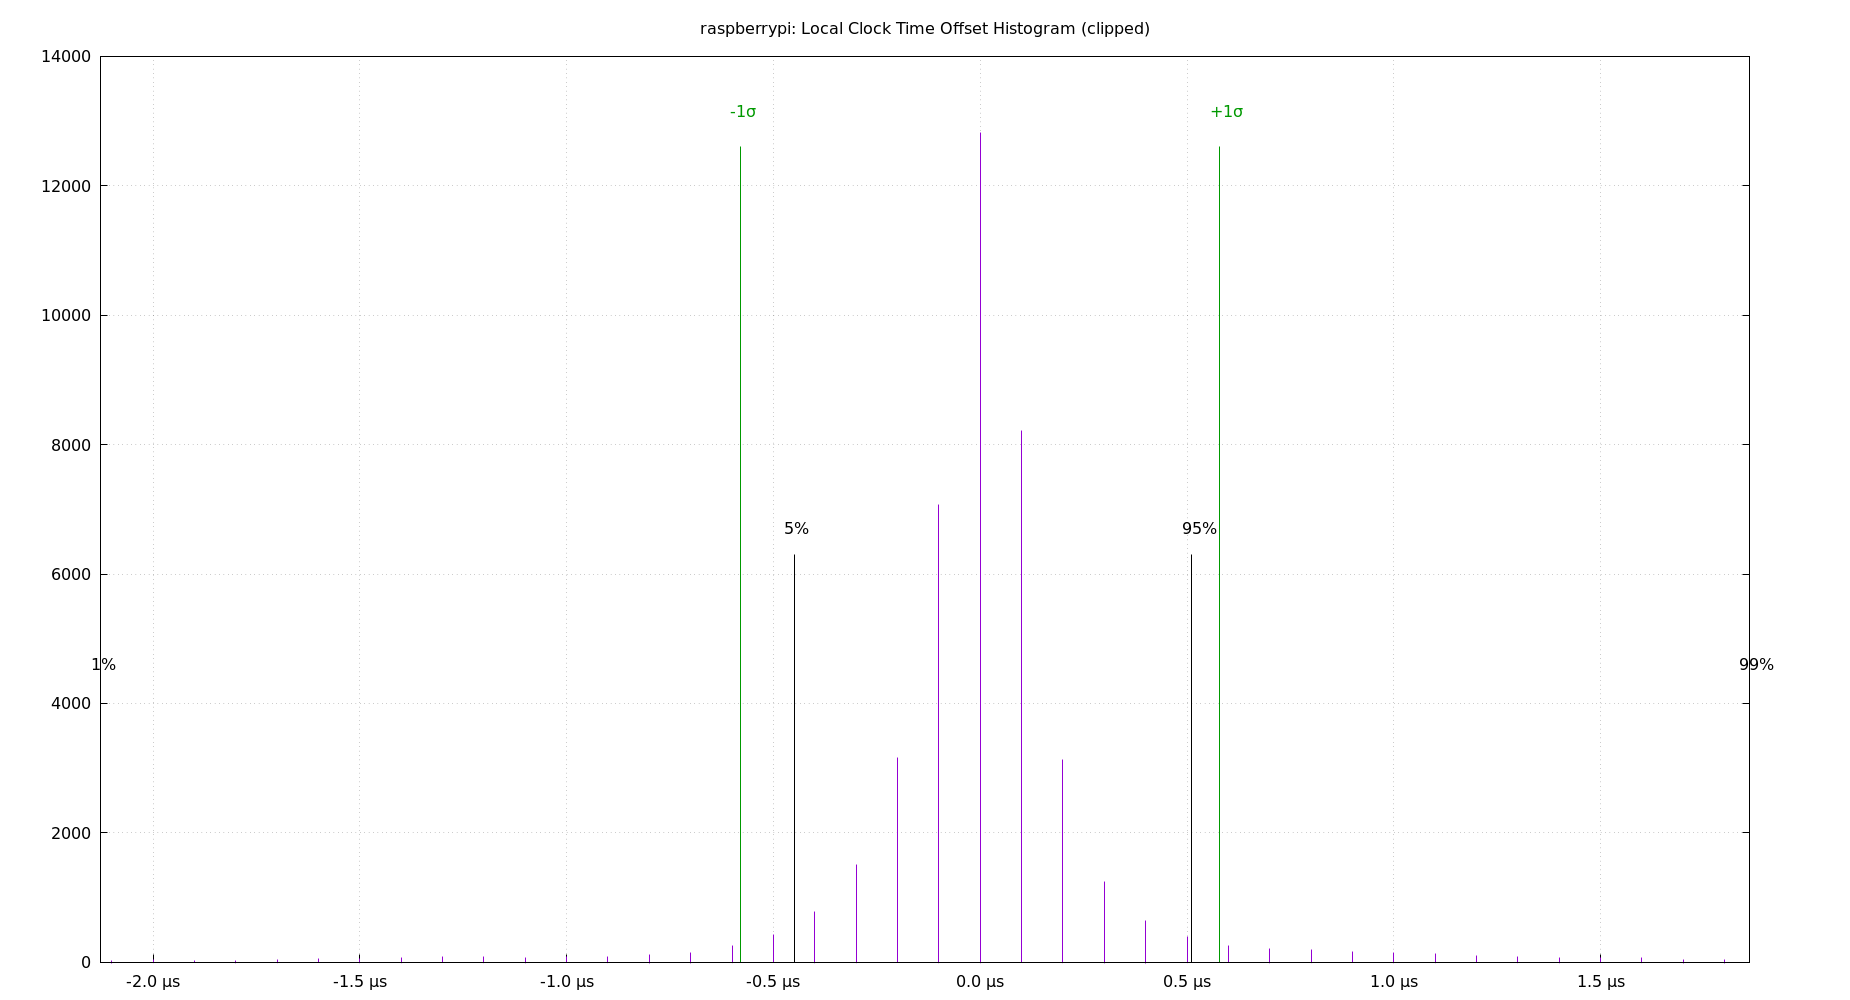 raspberrypi: Local Clock Time Offset Histogram (clipped)
14000
-1σ
+1σ
12000
10000
8000
5%
95%
6000
1%
99%
4000
2000
0
-2.0 µs
-1.5 µs
-1.0 µs
-0.5 µs
0.0 µs
0.5 µs
1.0 µs
1.5 µs